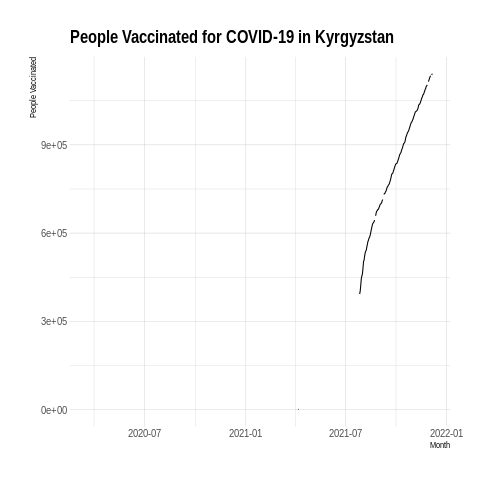 People Vaccinated for COVID-19 in Kyrgyzstan
People Vaccinated
9e+05
6e+05
3e+05
0e+00
2020-07 2021-01 2021-07 2022-01
Month